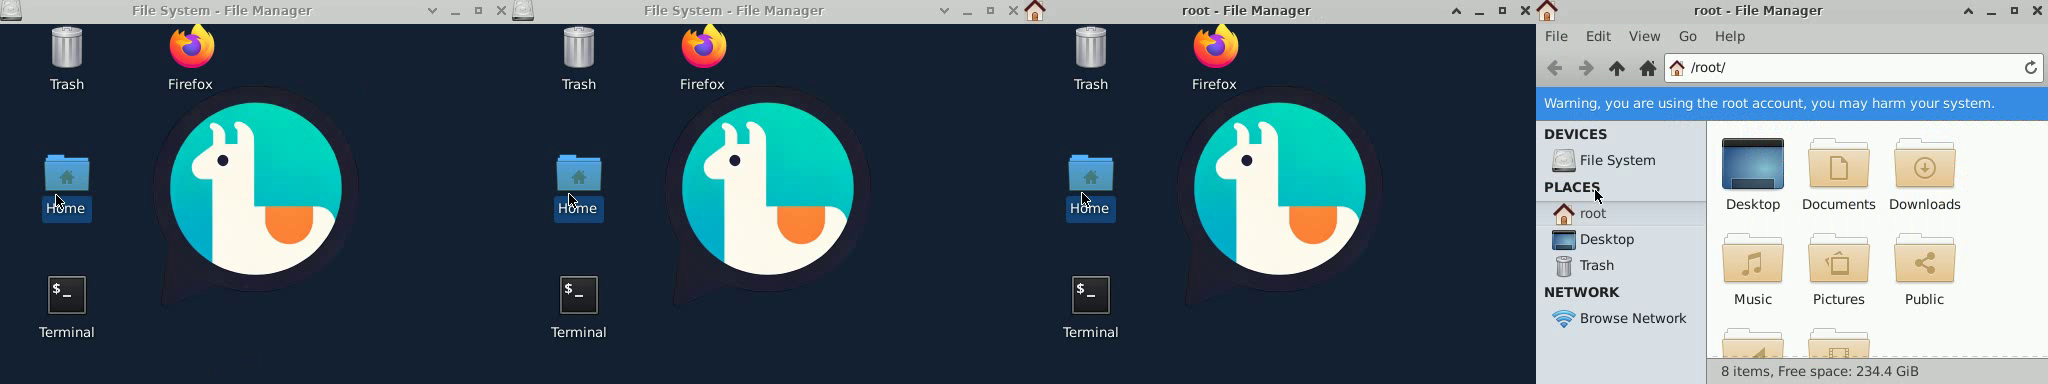 File System - File Manager
Trash
Firefox
Home
$_
Terminal
File System - File Manager
Trash
Firefox
Home
$_
Terminal
root - File Manager
Trash
Firefox
Home
$_
Terminal
root - File Manager
File Edit View Go Help
/root/
Warning, you are using the root account, you may harm your system.
DEVICES
File System
PLACES
root
Desktop
Trash
NETWORK
Browse Network
Desktop Documents Downloads
Music Pictures Public
8 items, Free space: 234.4 GiB